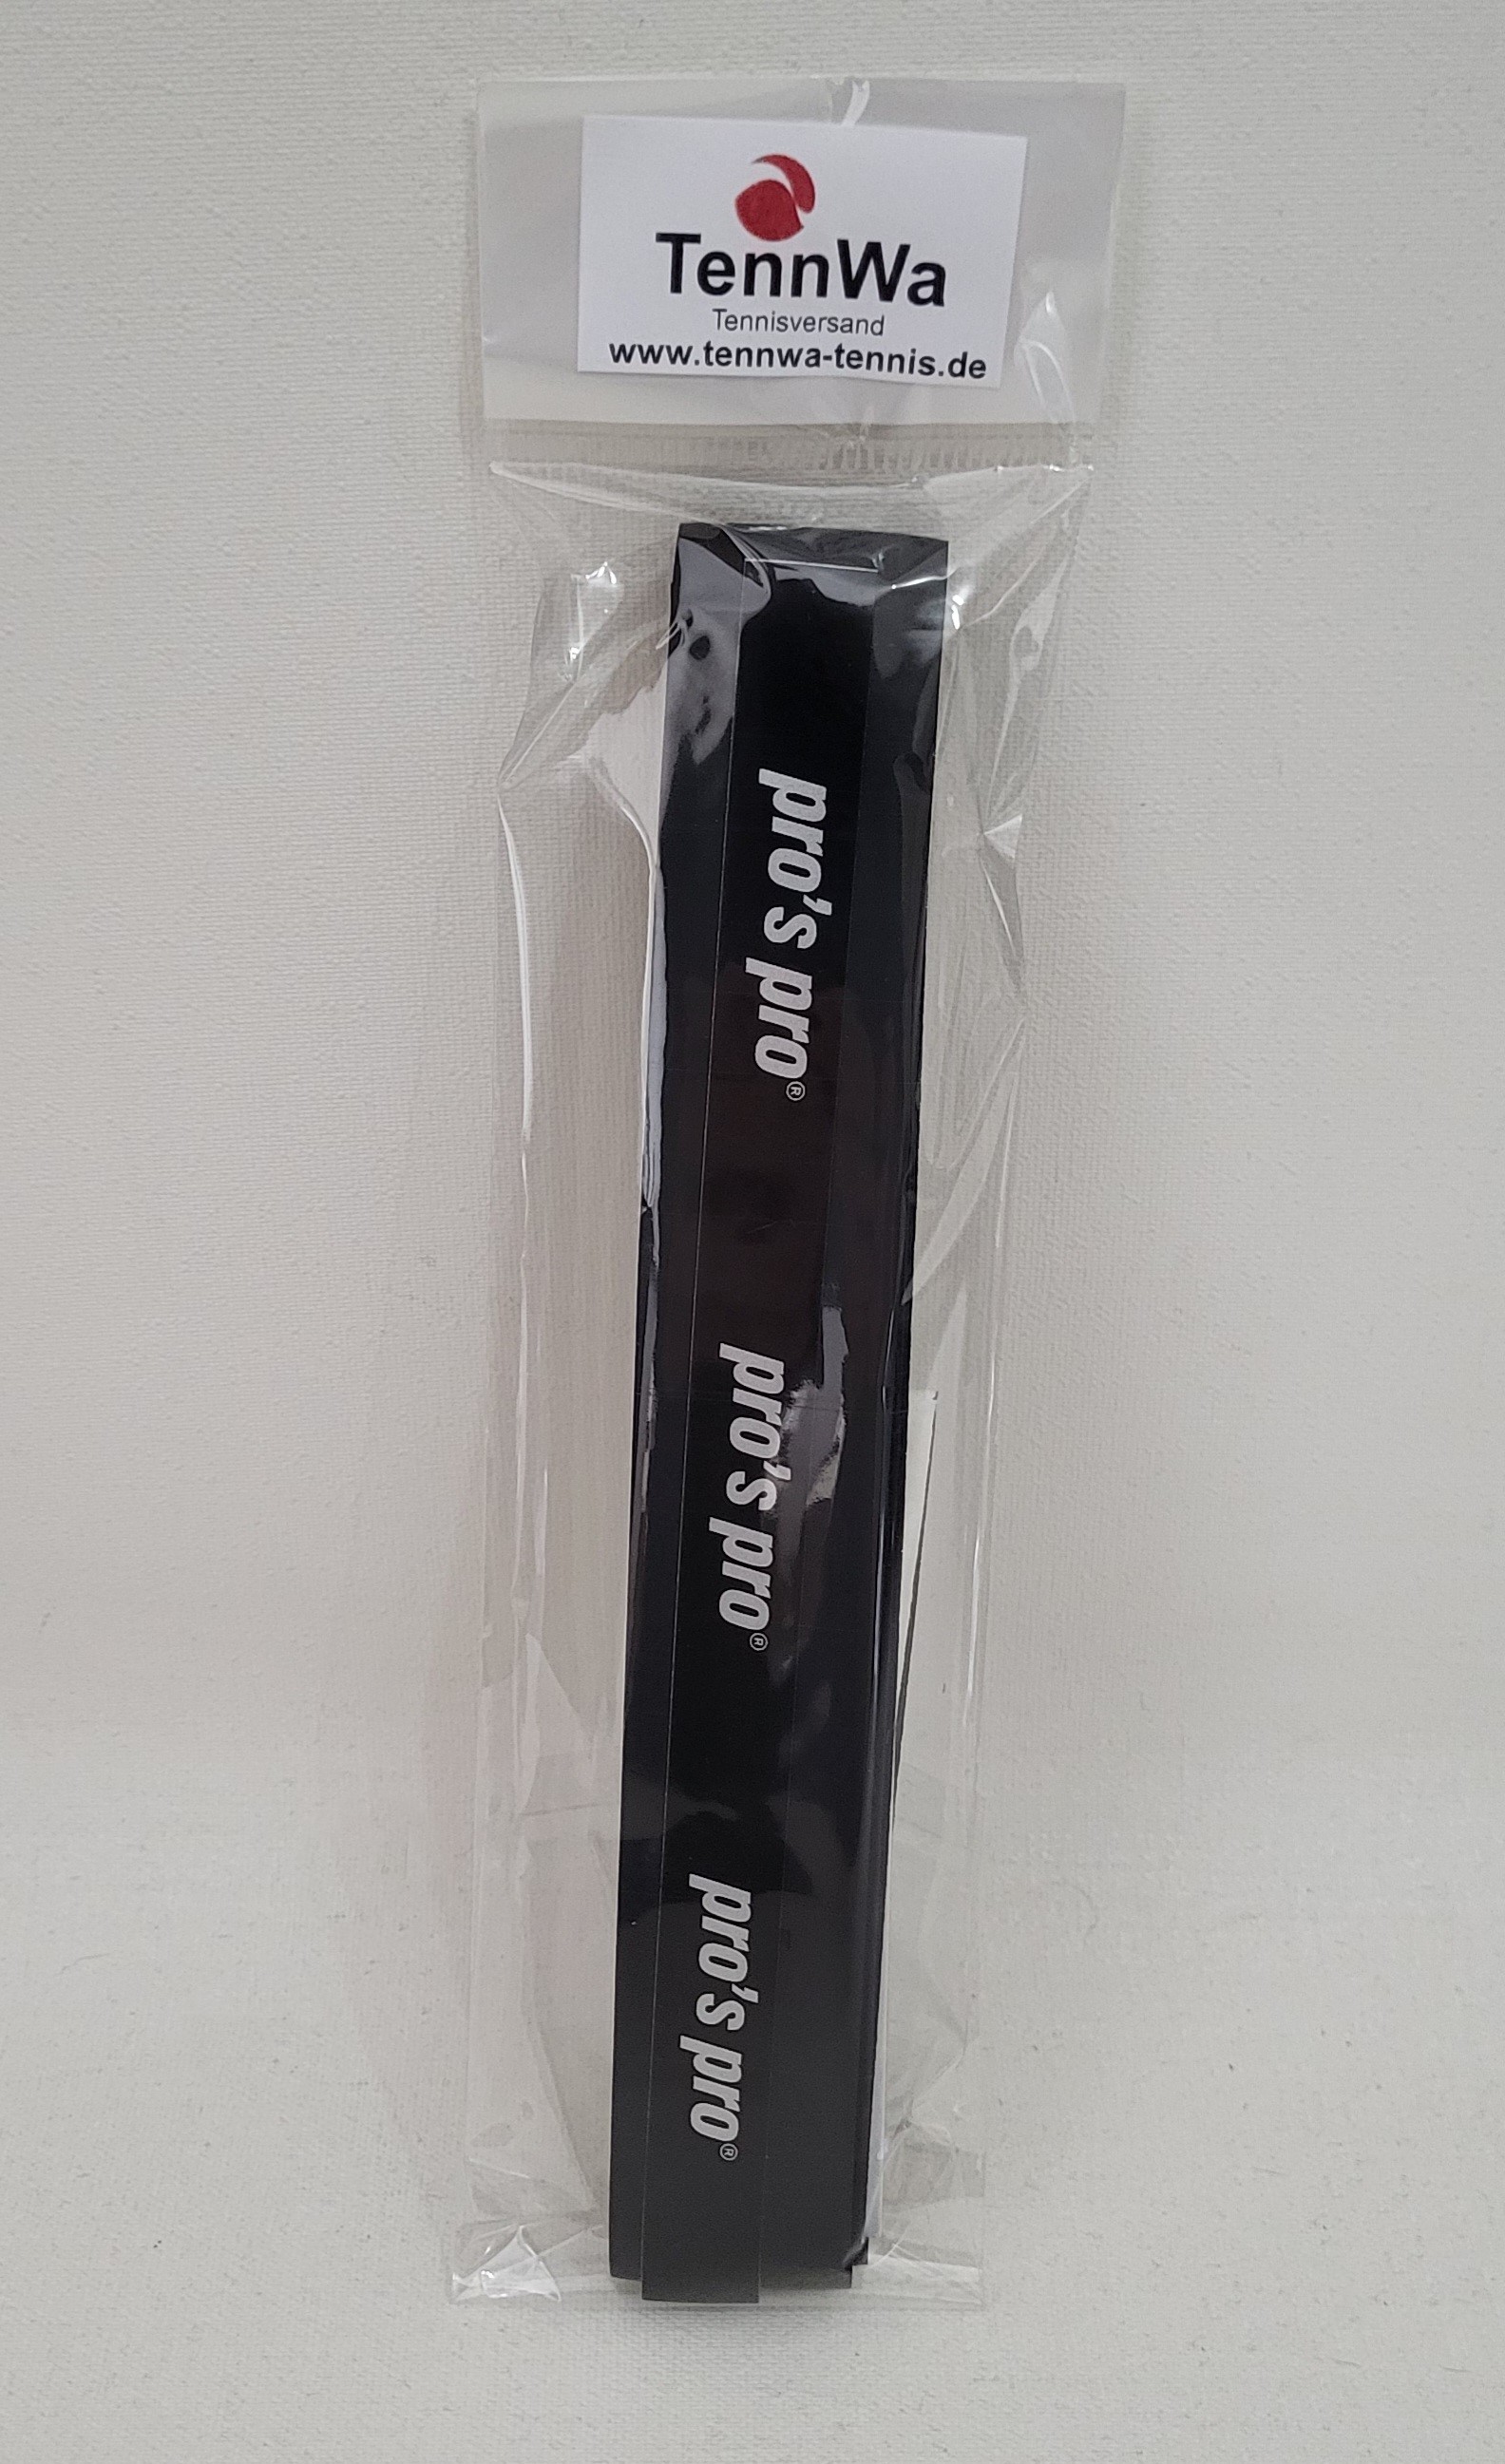 TennWa
Tennisversand
www.tennwa-tennis.de
pro's pro®
pro's pro®
pro's pro®